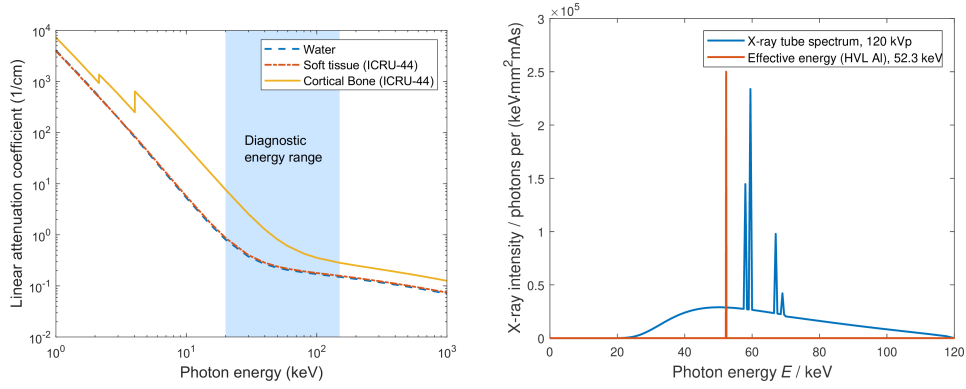 10^4
10^3
10^2
10^1
10^0
10^-1
10^-2
Linear attenuation coefficient (1/cm)
Water
Soft tissue (ICRU-44)
Cortical Bone (ICRU-44)
Diagnostic
energy range
10^0
10^1
10^2
10^3
Photon energy (keV)
× 10^5
3
2.5
2
1.5
1
0.5
0
X-ray intensity / photons per (keV·mm²mAs)
X-ray tube spectrum, 120 kVp
Effective energy (HVL Al), 52.3 keV
0
20
40
60
80
100
120
Photon energy E / keV